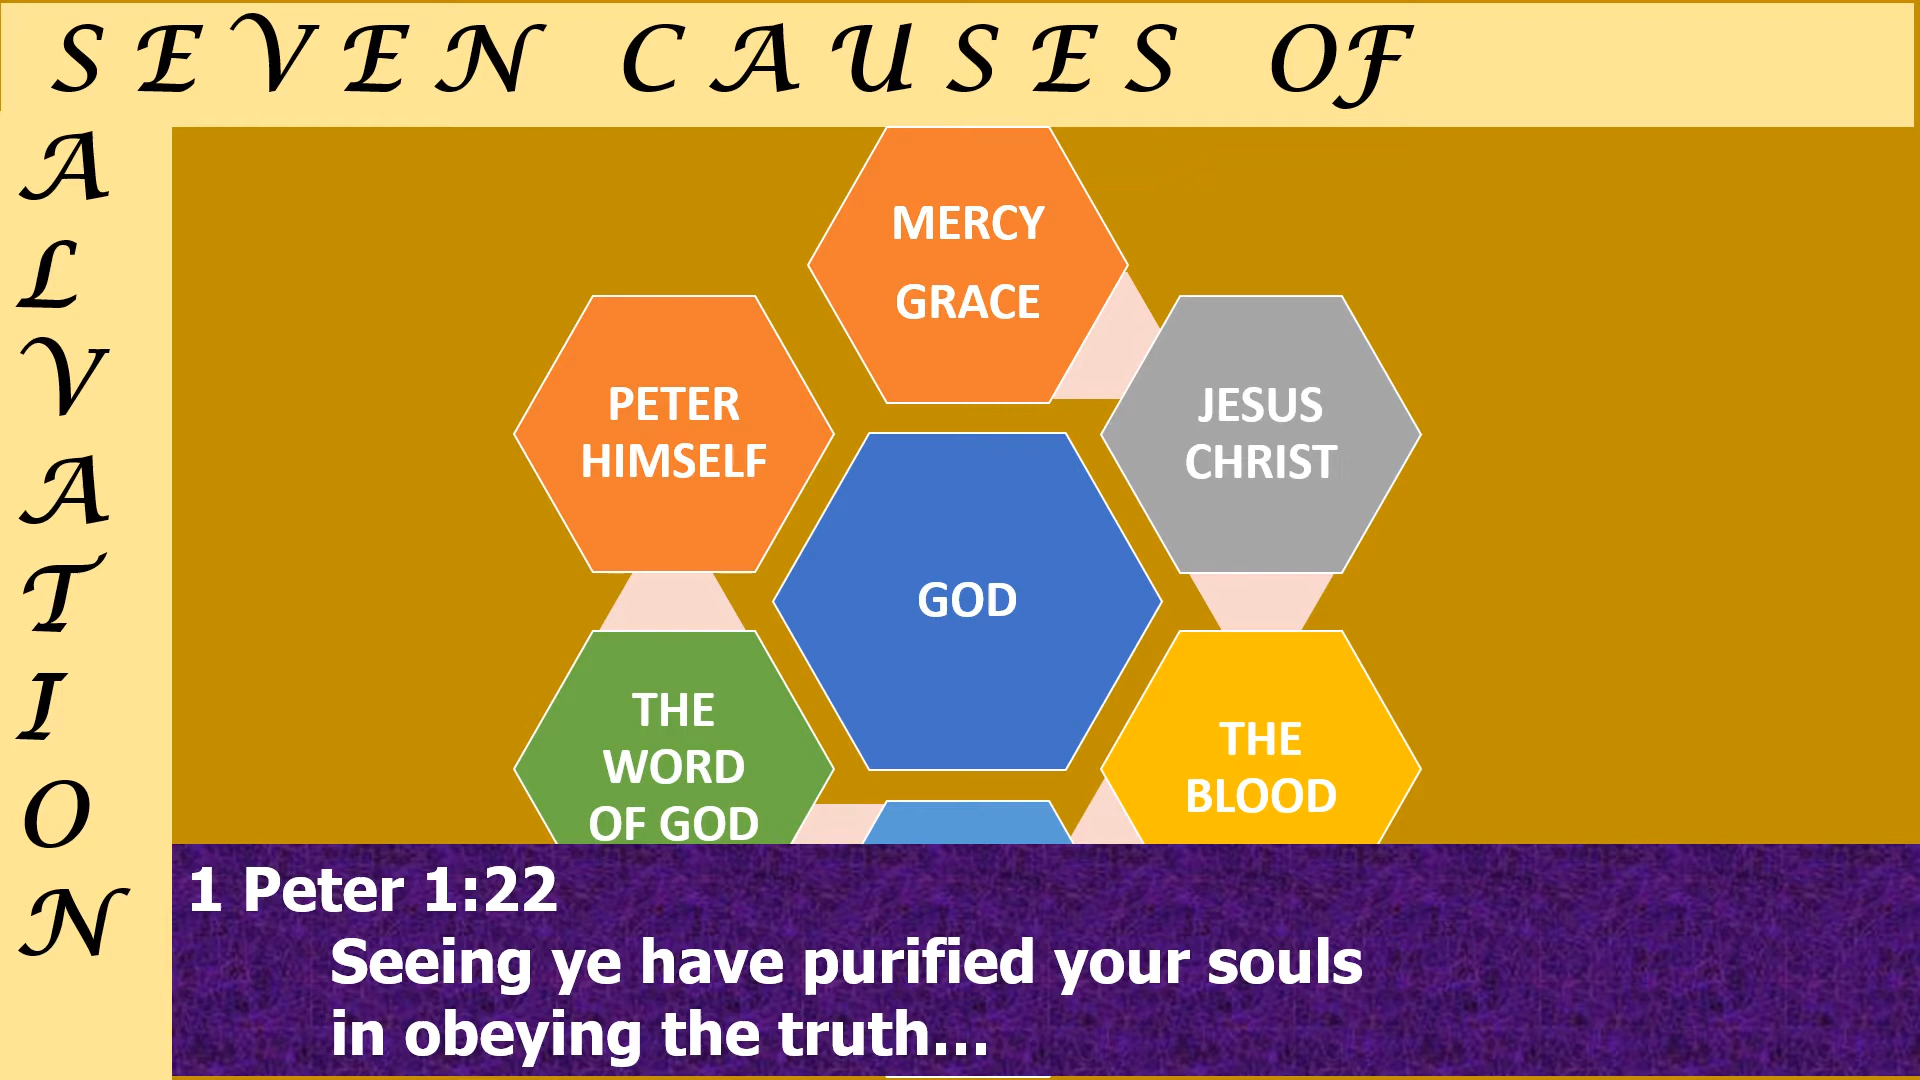 SEVEN CAUSES OF
SALVATION
MERCY
GRACE
PETER
HIMSELF
JESUS
CHRIST
GOD
THE
WORD
OF GOD
THE
BLOOD
1 Peter 1:22
Seeing ye have purified your souls
in obeying the truth...